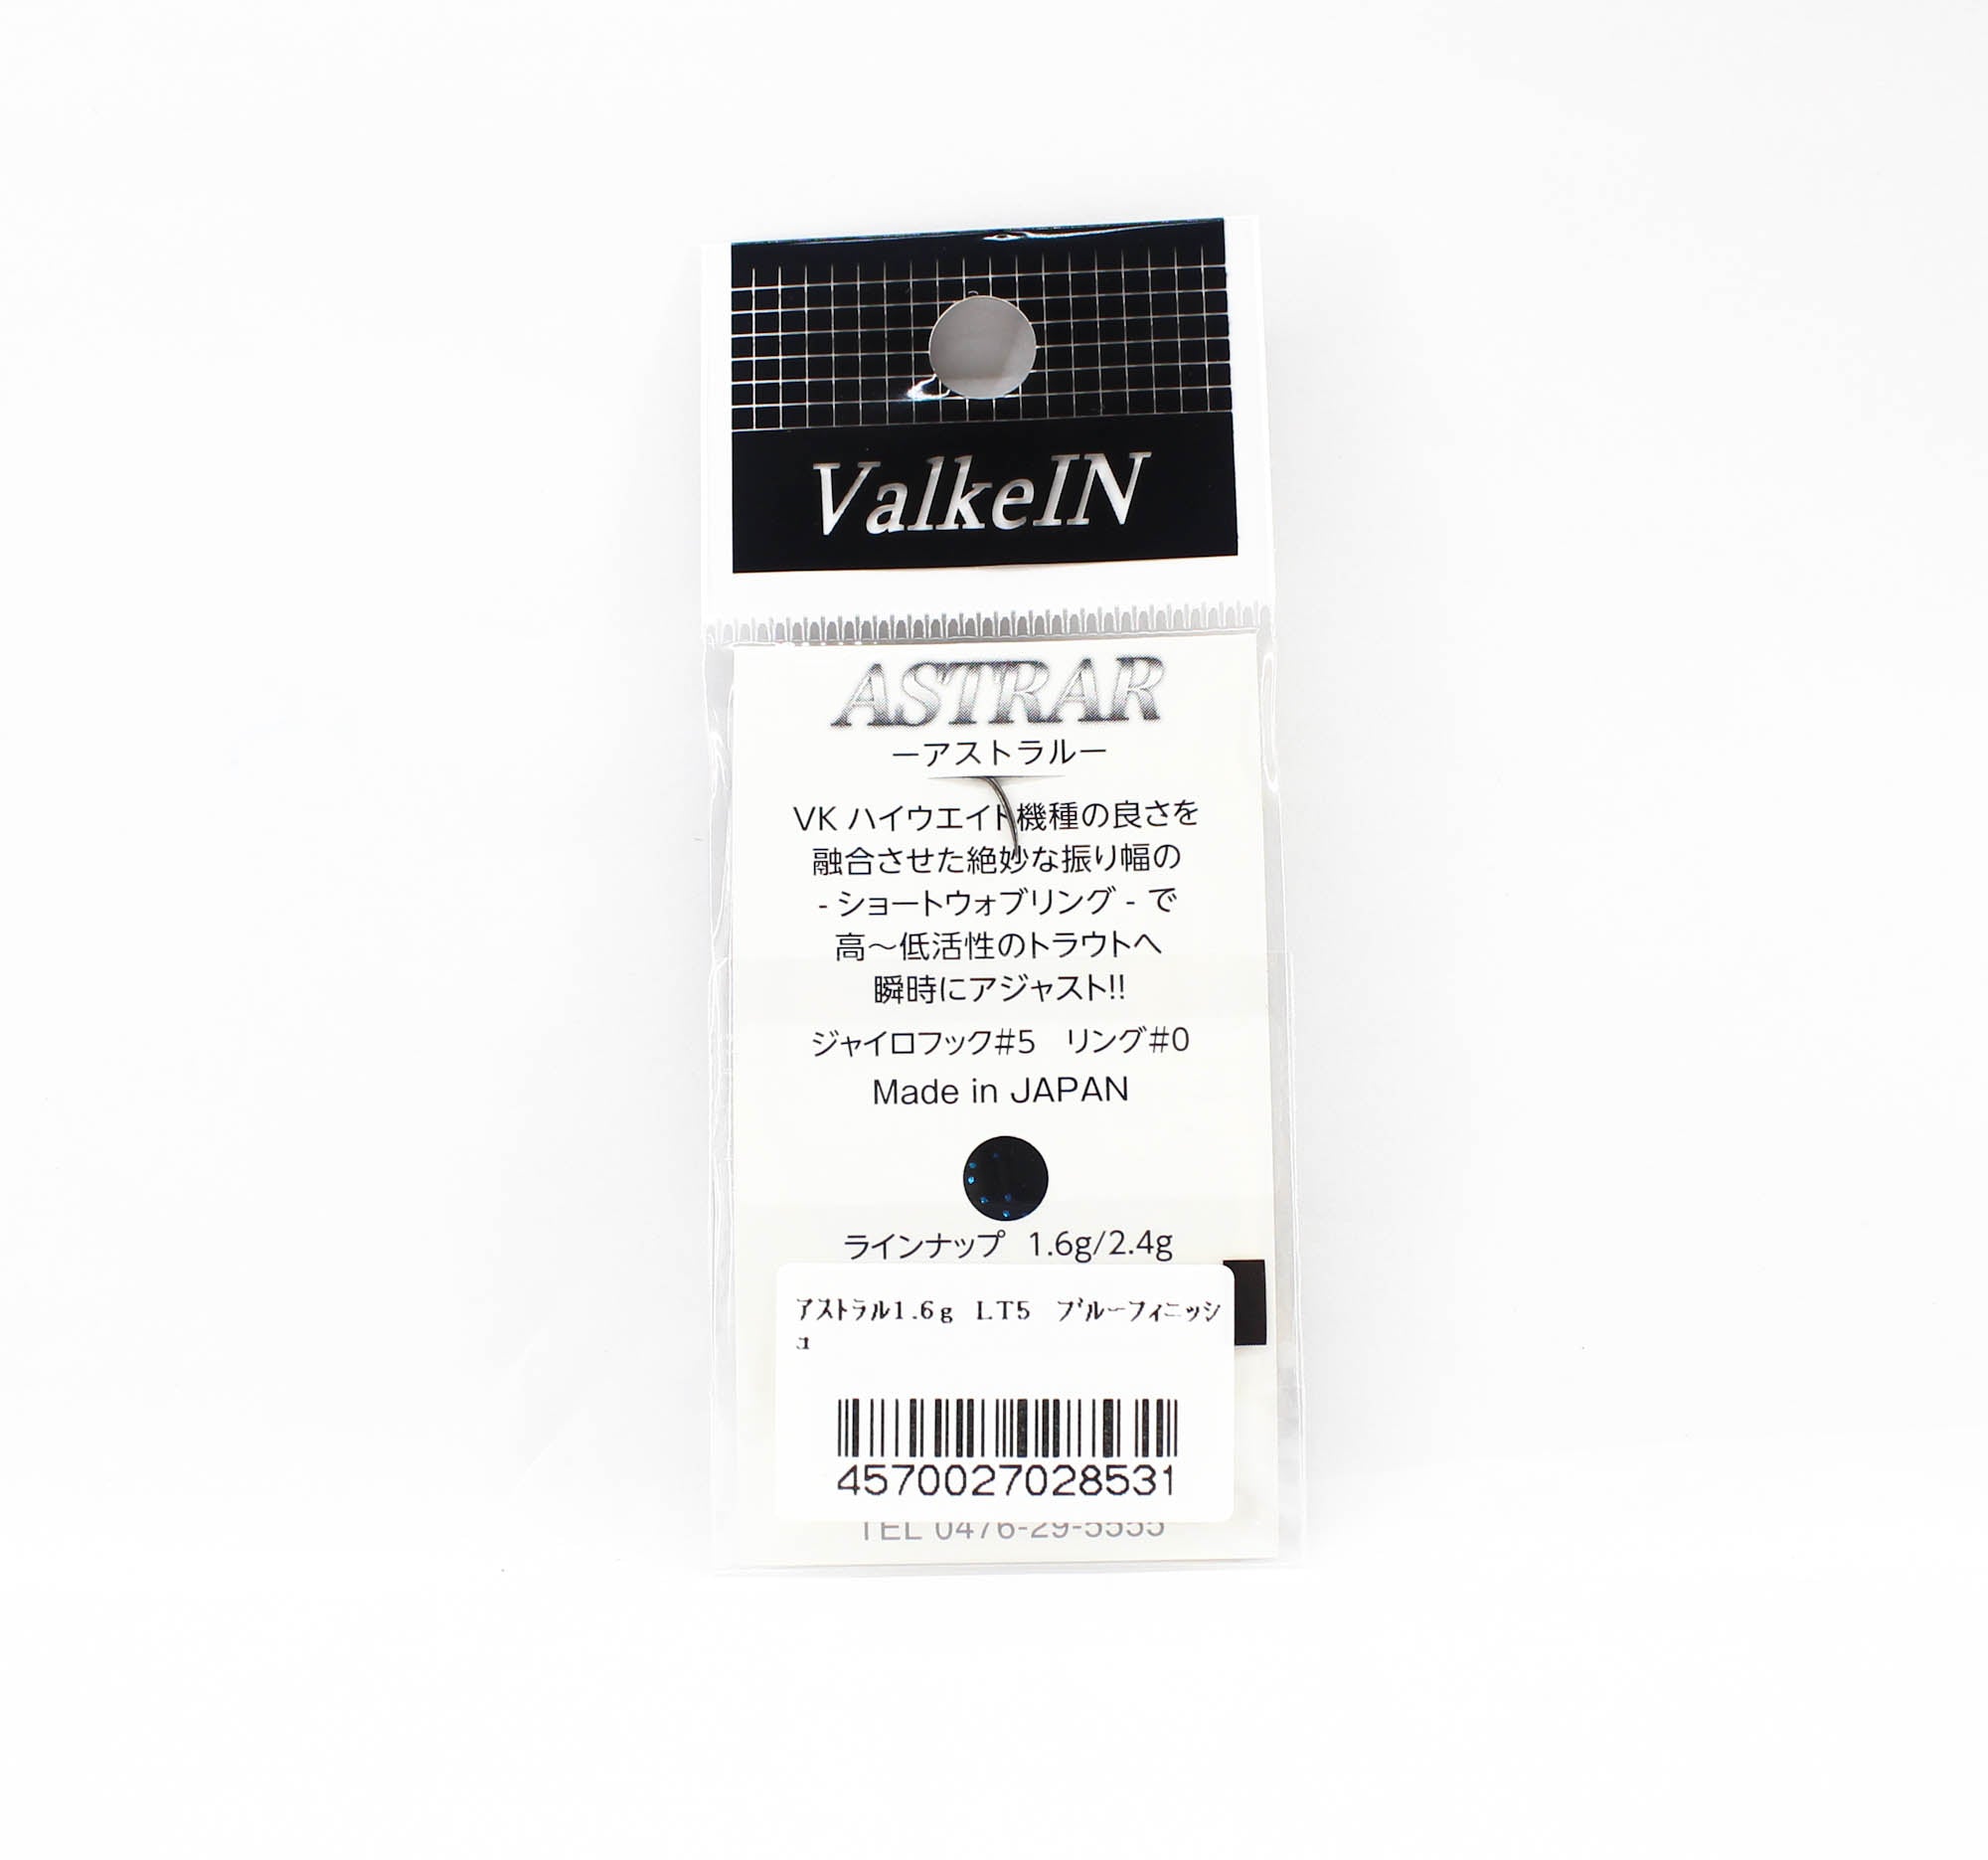 ValkeIN
ASTRAR
ーアストラルー
VK ハイウエイト機種の良さを
融合させた絶妙な振り幅の
- ショートウォブリング - で
高～低活性のトラウトへ
瞬時にアジャスト!!
ジャイロフック#5　リング#0
Made in JAPAN
ラインナップ 1.6g/2.4g
アストラル1.6g　LT5　ブルーフィニッシ
ュ
4570027028531
TEL 0476-29-5555